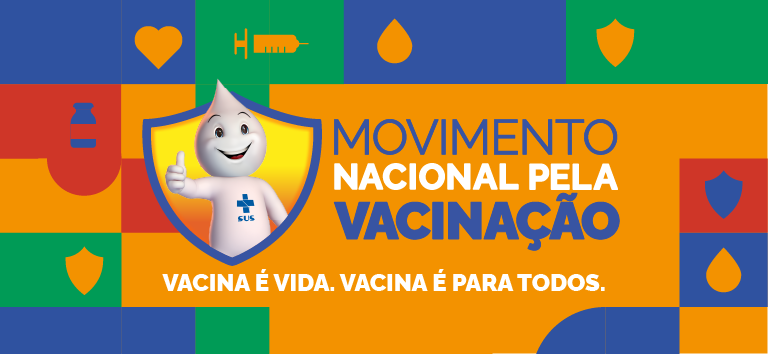 MOVIMENTO
NACIONAL PELA
VACINAÇÃO
SUS
VACINA É VIDA. VACINA É PARA TODOS.